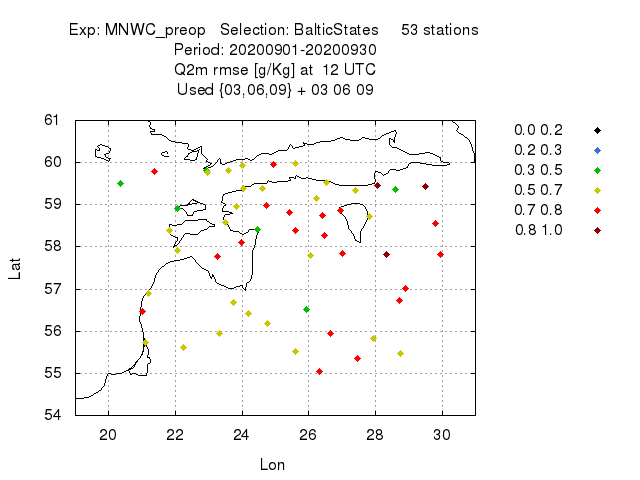 Exp: MNWC_preop   Selection: BalticStates     53 stations
Period: 20200901-20200930
Q2m rmse [g/Kg] at  12 UTC
Used {03,06,09} + 03 06 09
61
60
59
58
57
56
55
54
Lat
20 22 24 26 28 30
Lon
0.0 0.2
0.2 0.3
0.3 0.5
0.5 0.7
0.7 0.8
0.8 1.0